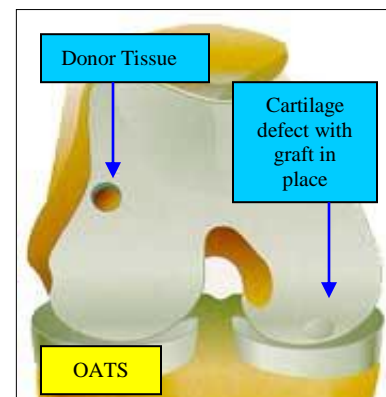 Donor Tissue
Cartilage
defect with
graft in
place
OATS